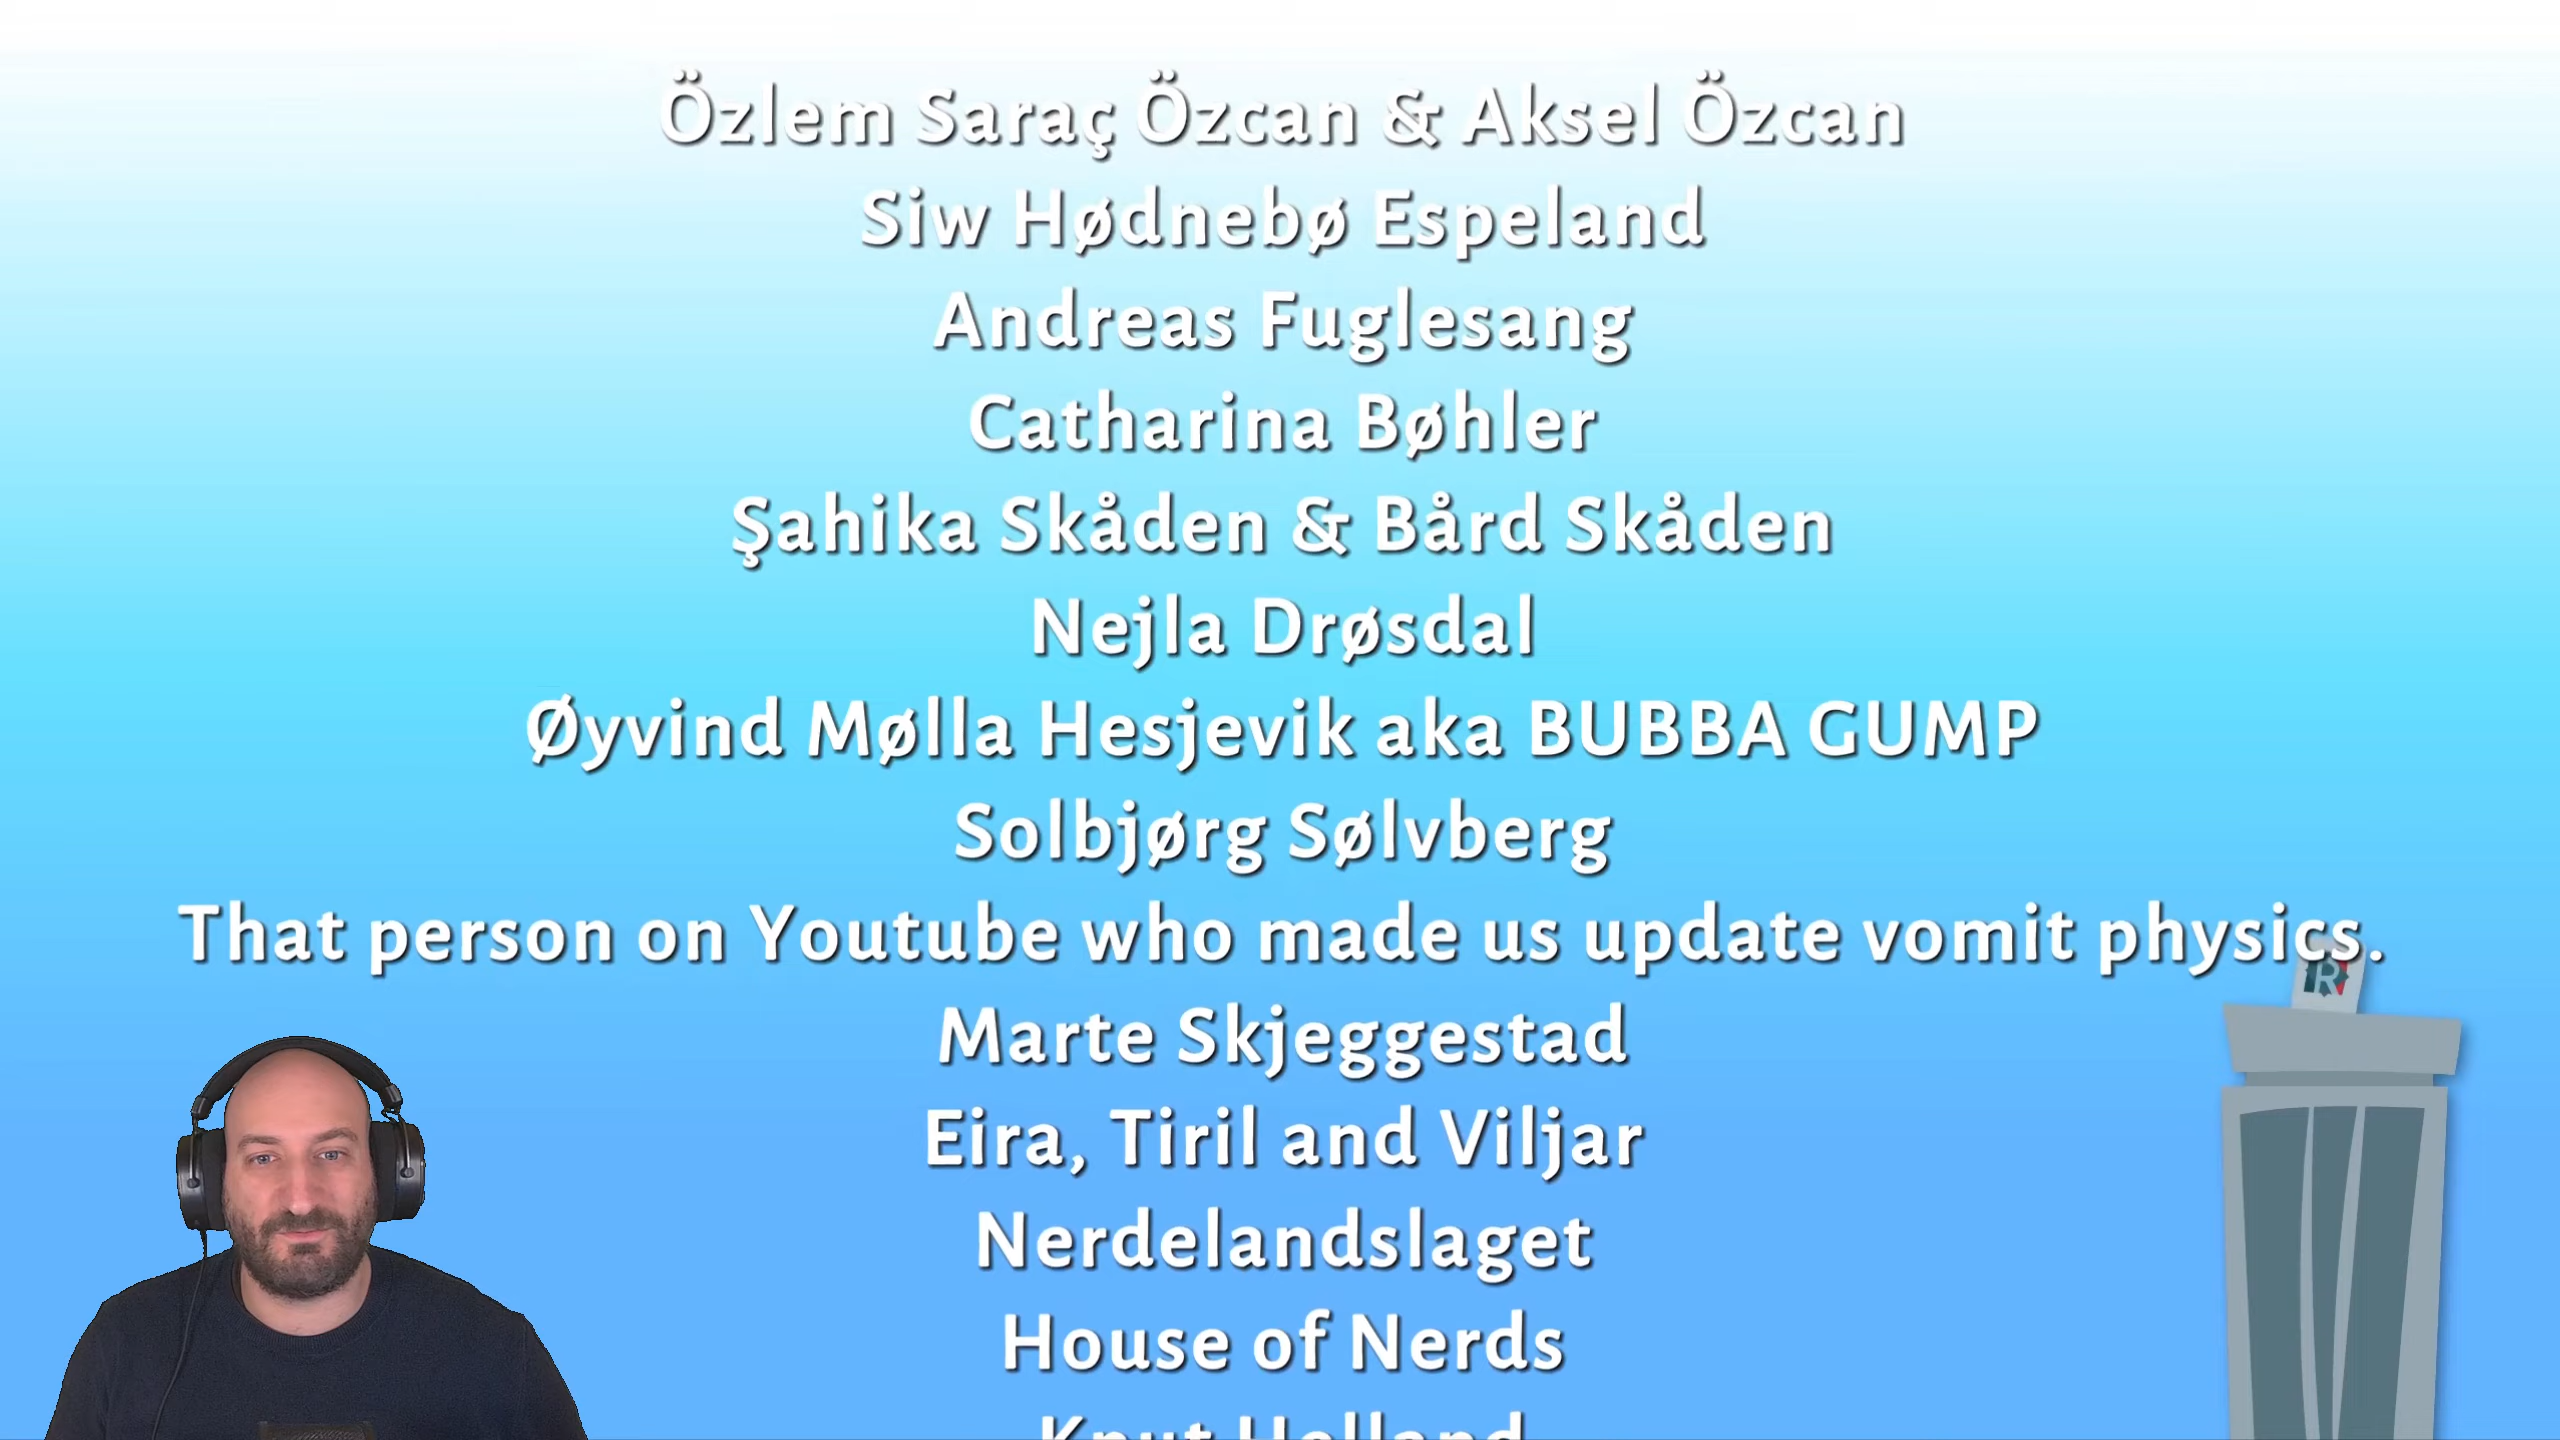 Özlem Saraç Özcan & Aksel Özcan
Siw Hødnebø Espeland
Andreas Fuglesang
Catharina Bøhler
Şahika Skåden & Bård Skåden
Nejla Drøsdal
Øyvind Mølla Hesjevik aka BUBBA GUMP
Solbjørg Sølvberg
That person on Youtube who made us update vomit physics.
R
Marte Skjeggestad
Eira, Tiril and Viljar
Nerdelandslaget
House of Nerds
Knut Helland